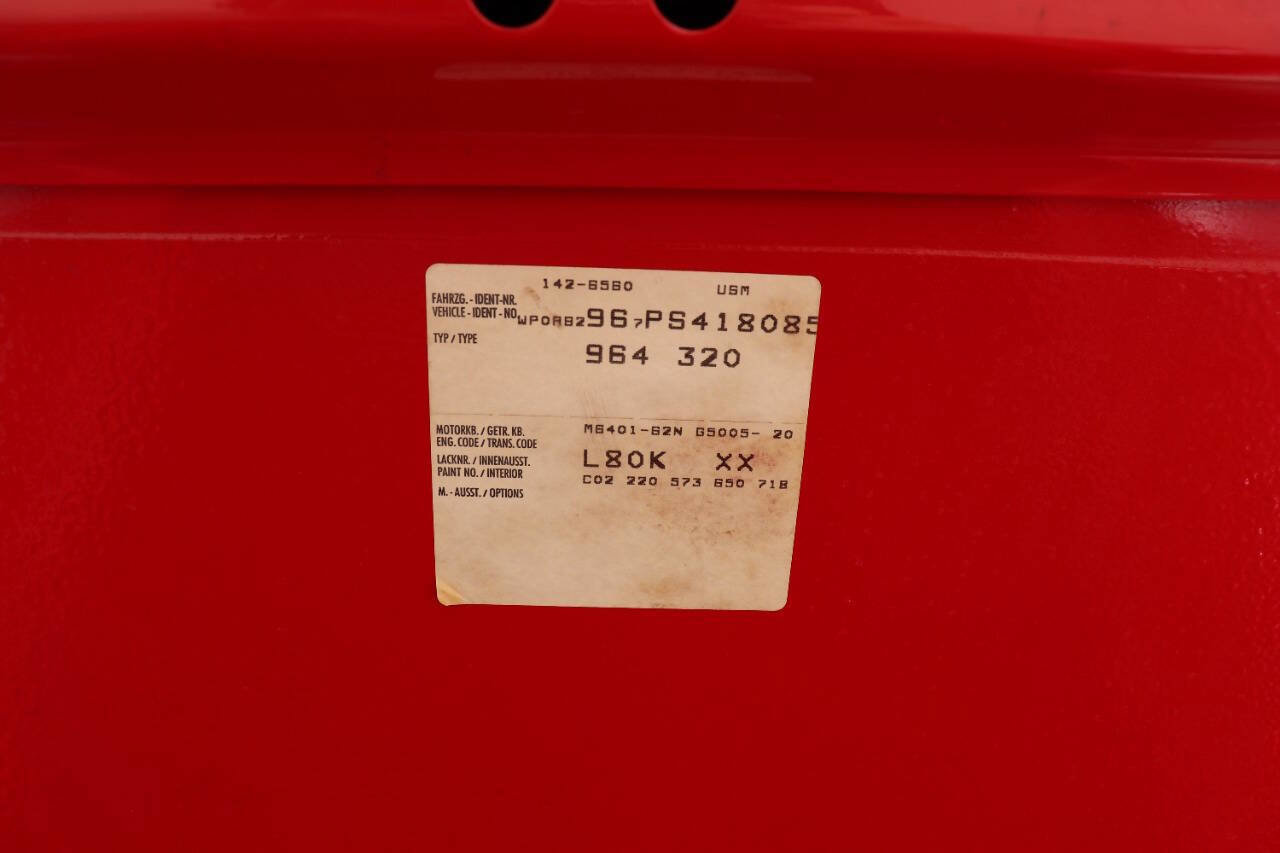 142-6560 USM
FAHRZG.-IDENT-NR.
VEHICLE-IDENT-NO. WP0AB2967PS418085
TYP/TYPE 964 320
MOTORKB./GETR.KB. M6401-62N G5005- 20
ENG.CODE/TRANS.CODE
LACKNR./INNENAUSST. L80K XX
PAINT NO./INTERIOR C02 220 573 650 718
M.-AUSST./OPTIONS